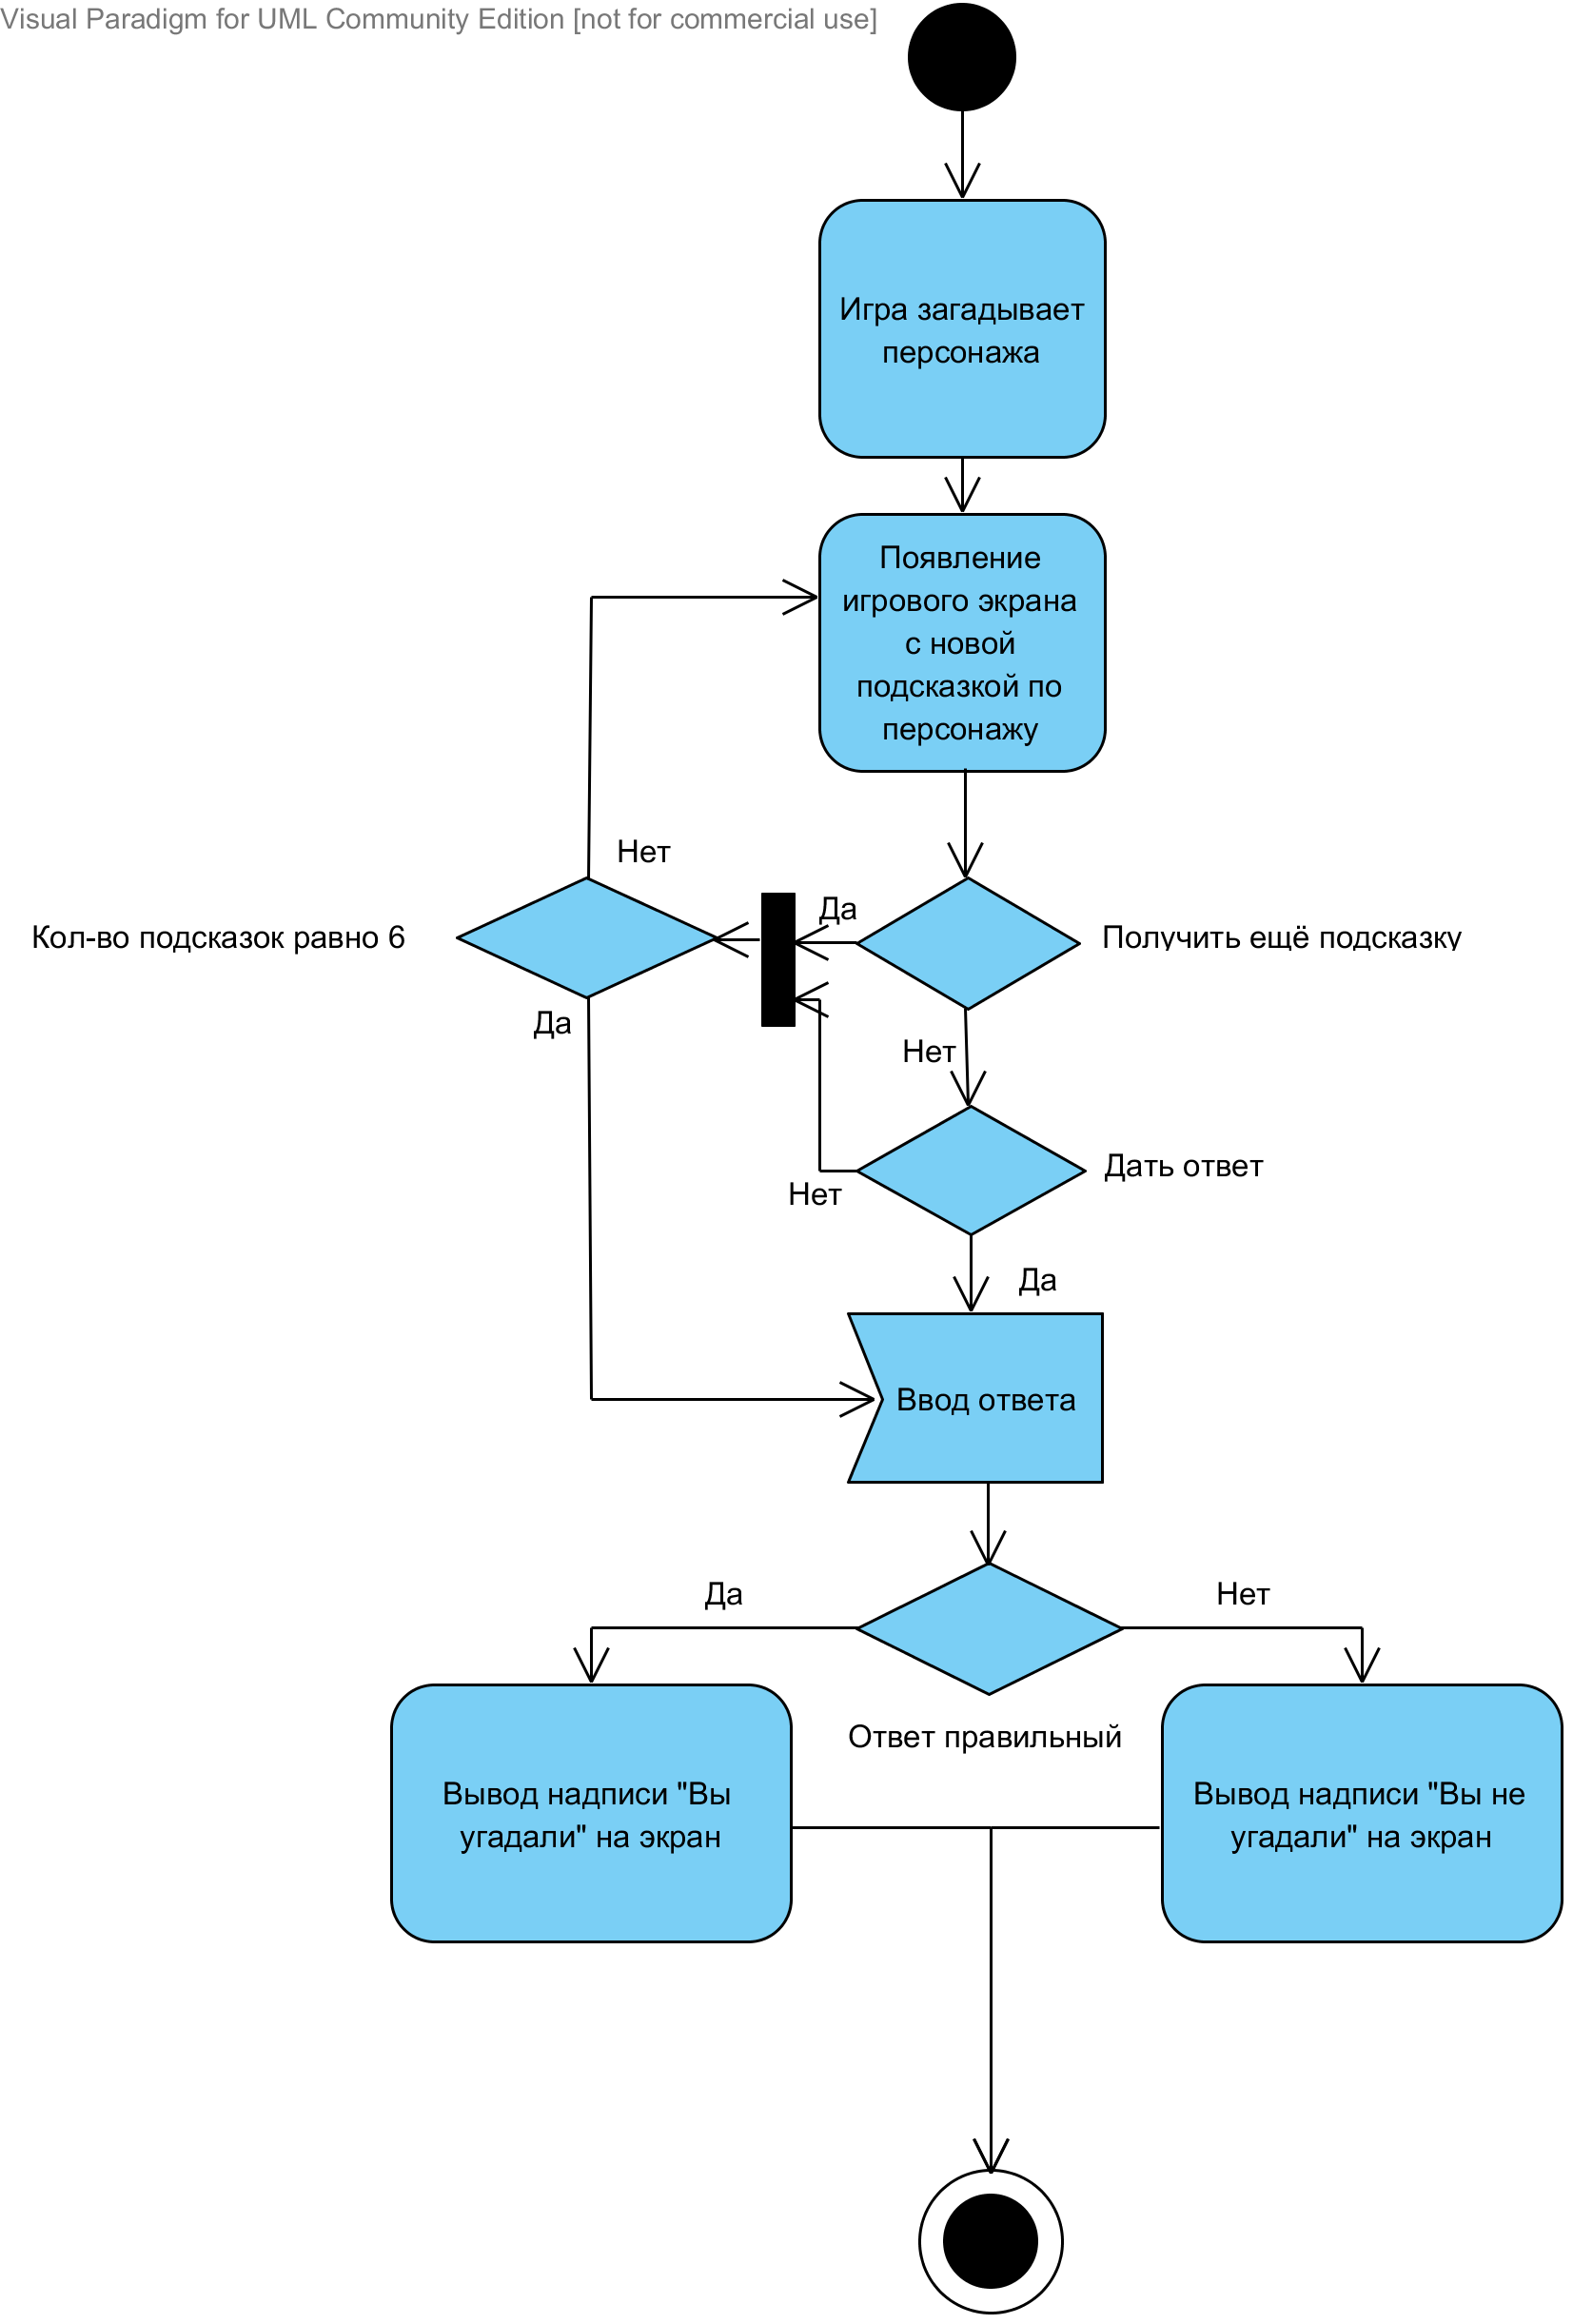 Visual Paradigm for UML Community Edition [not for commercial use]
Игра загадывает
персонажа
Появление
игрового экрана
с новой
подсказкой по
персонажу
Нет
Да
Кол-во подсказок равно 6
Получить ещё подсказку
Да
Нет
Дать ответ
Нет
Да
Ввод ответа
Да
Нет
Ответ правильный
Вывод надписи "Вы
угадали" на экран
Вывод надписи "Вы не
угадали" на экран